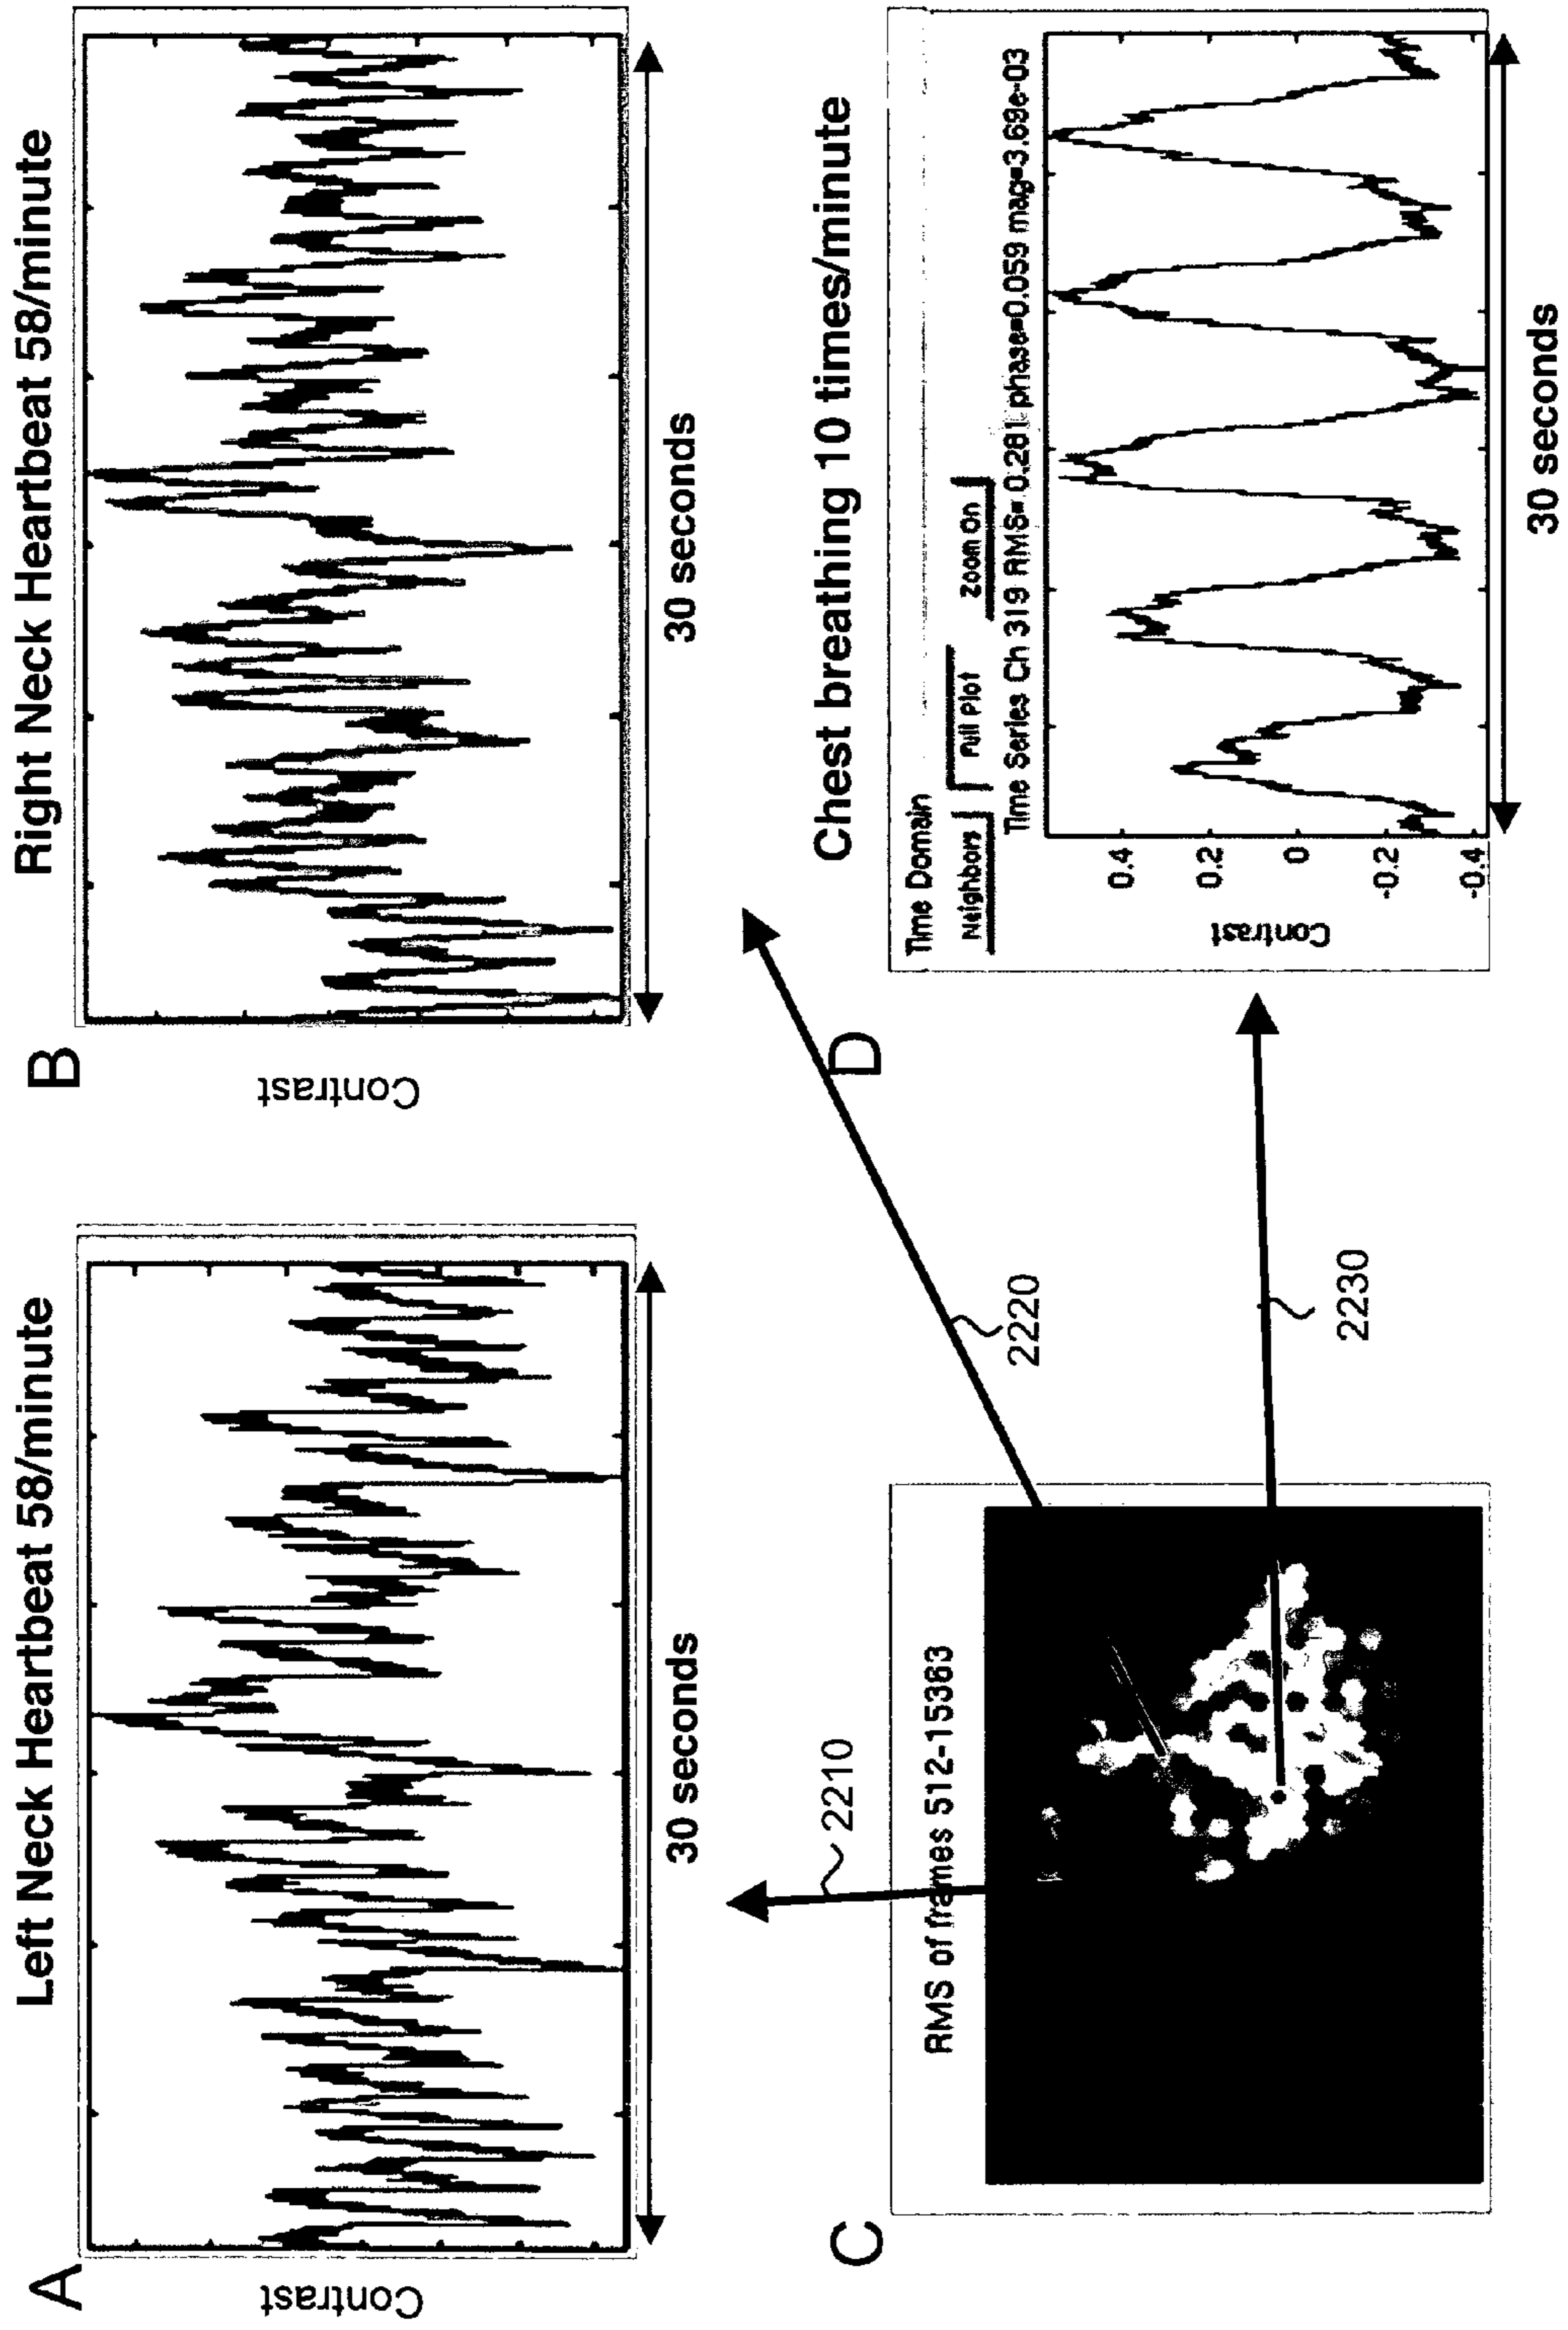 A
Left Neck Heartbeat 58/minute
Contrast
30 seconds
B
Right Neck Heartbeat 58/minute
Contrast
30 seconds
C
RMS of frames 512-15363
2210
2220
2230
D
Chest breathing 10 times/minute
Time Domain
Neighbors Full Plot Zoom On
Time Series Ch 319 RMS= 0.281 phase=0.059 mag=3.69e-03
0.4
0.2
0
-0.2
-0.4
Contrast
30 seconds